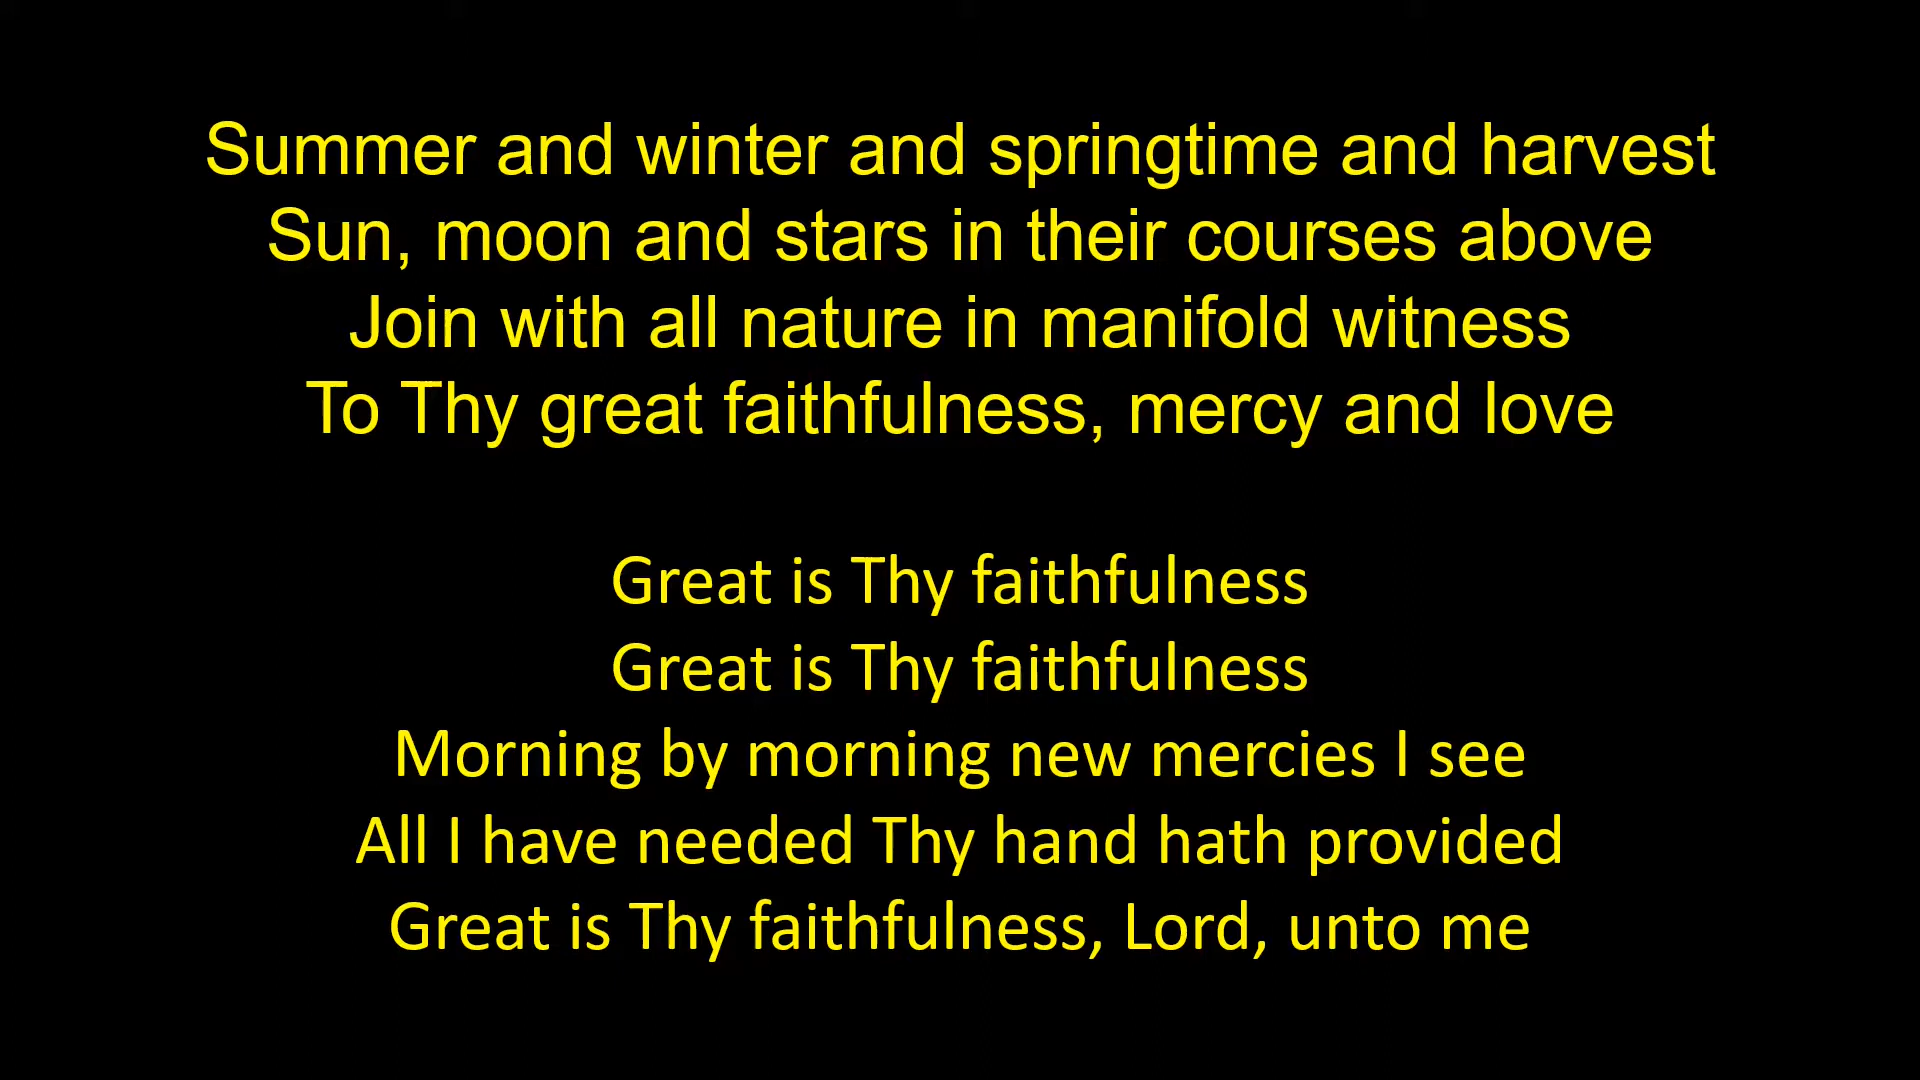 Summer and winter and springtime and harvest
Sun, moon and stars in their courses above
Join with all nature in manifold witness
To Thy great faithfulness, mercy and love
Great is Thy faithfulness
Great is Thy faithfulness
Morning by morning new mercies I see
All I have needed Thy hand hath provided
Great is Thy faithfulness, Lord, unto me